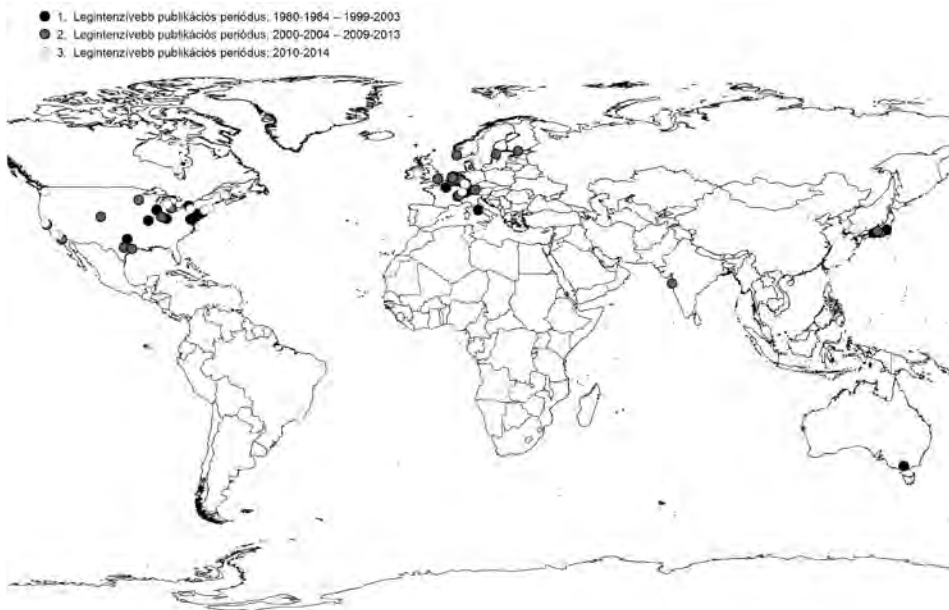 1. Legintenzívebb publikációs periódus; 1980-1984 – 1999-2003
2. Legintenzívebb publikációs periódus; 2000-2004 – 2009-2013
3. Legintenzívebb publikációs periódus; 2010-2014